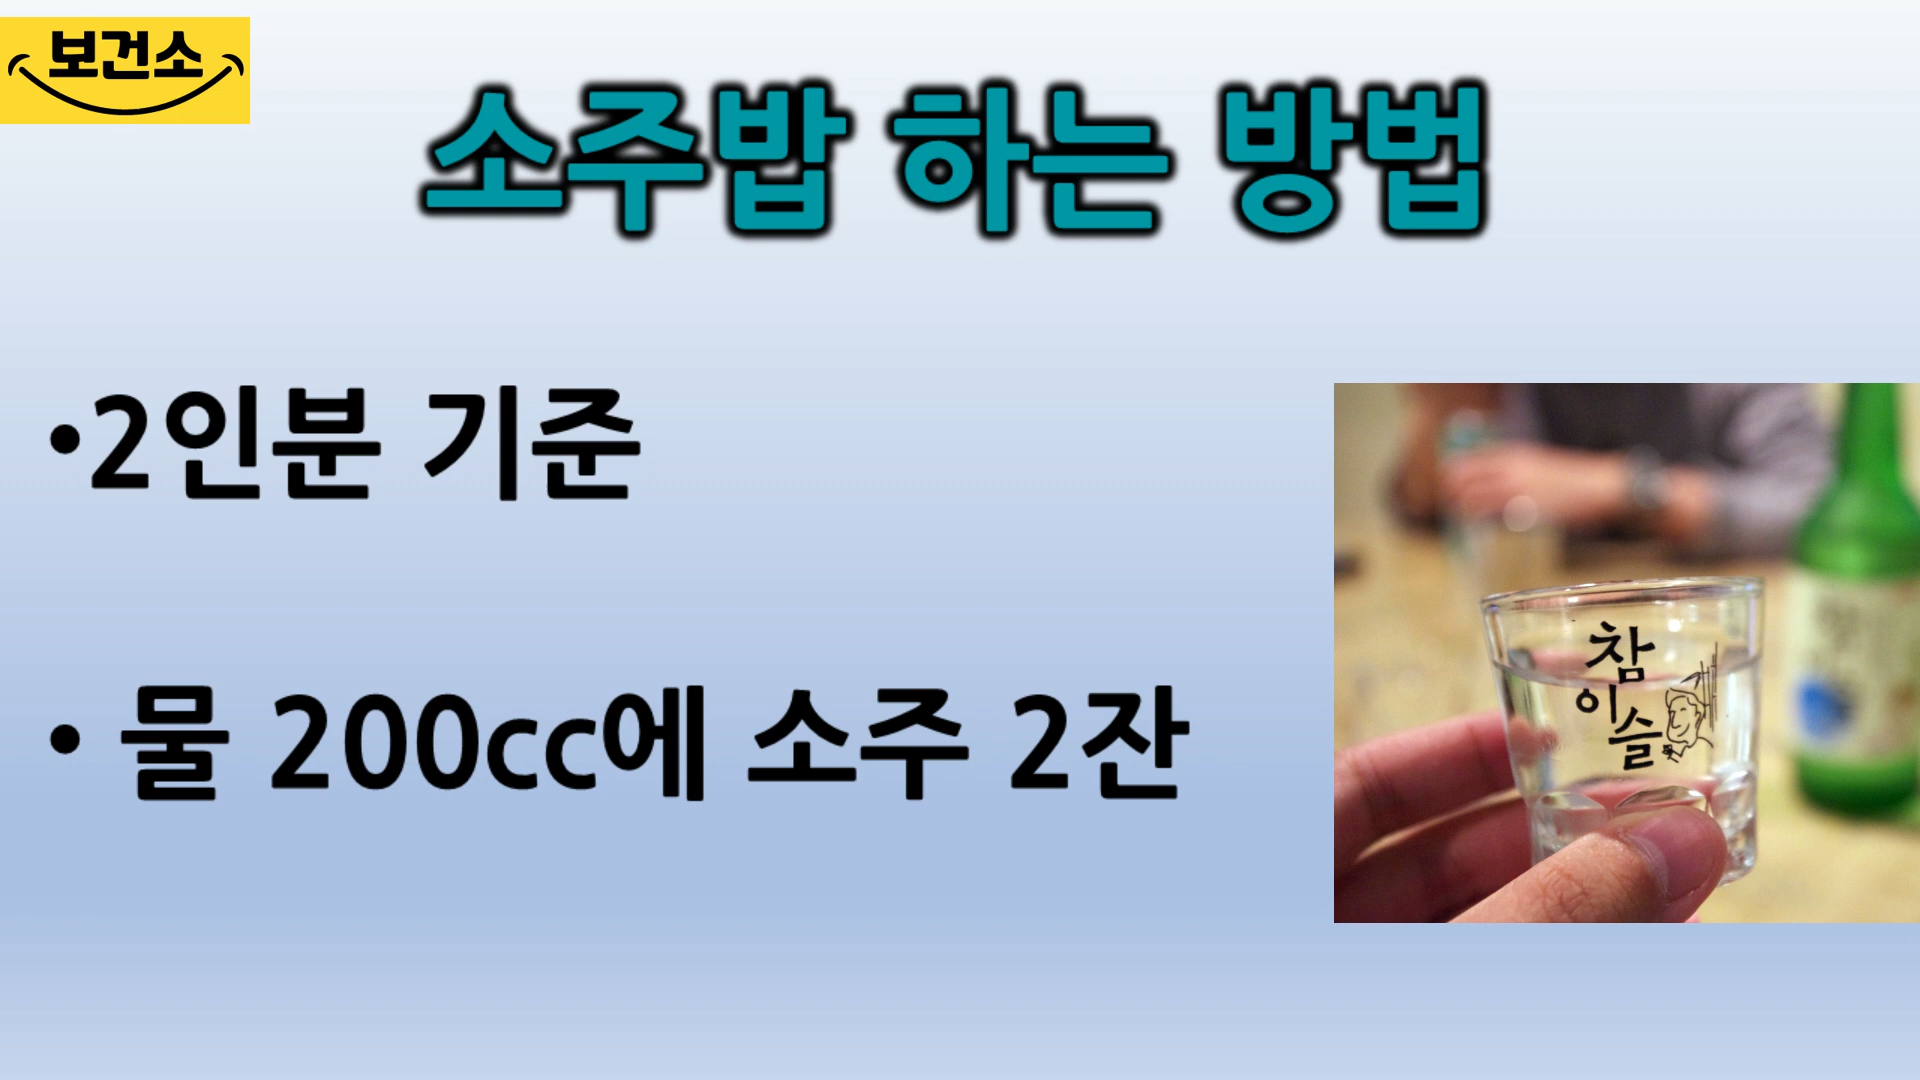 보건소
소주밥 하는 방법
•2인분 기준
• 물 200cc에 소주 2잔
참
이
슬